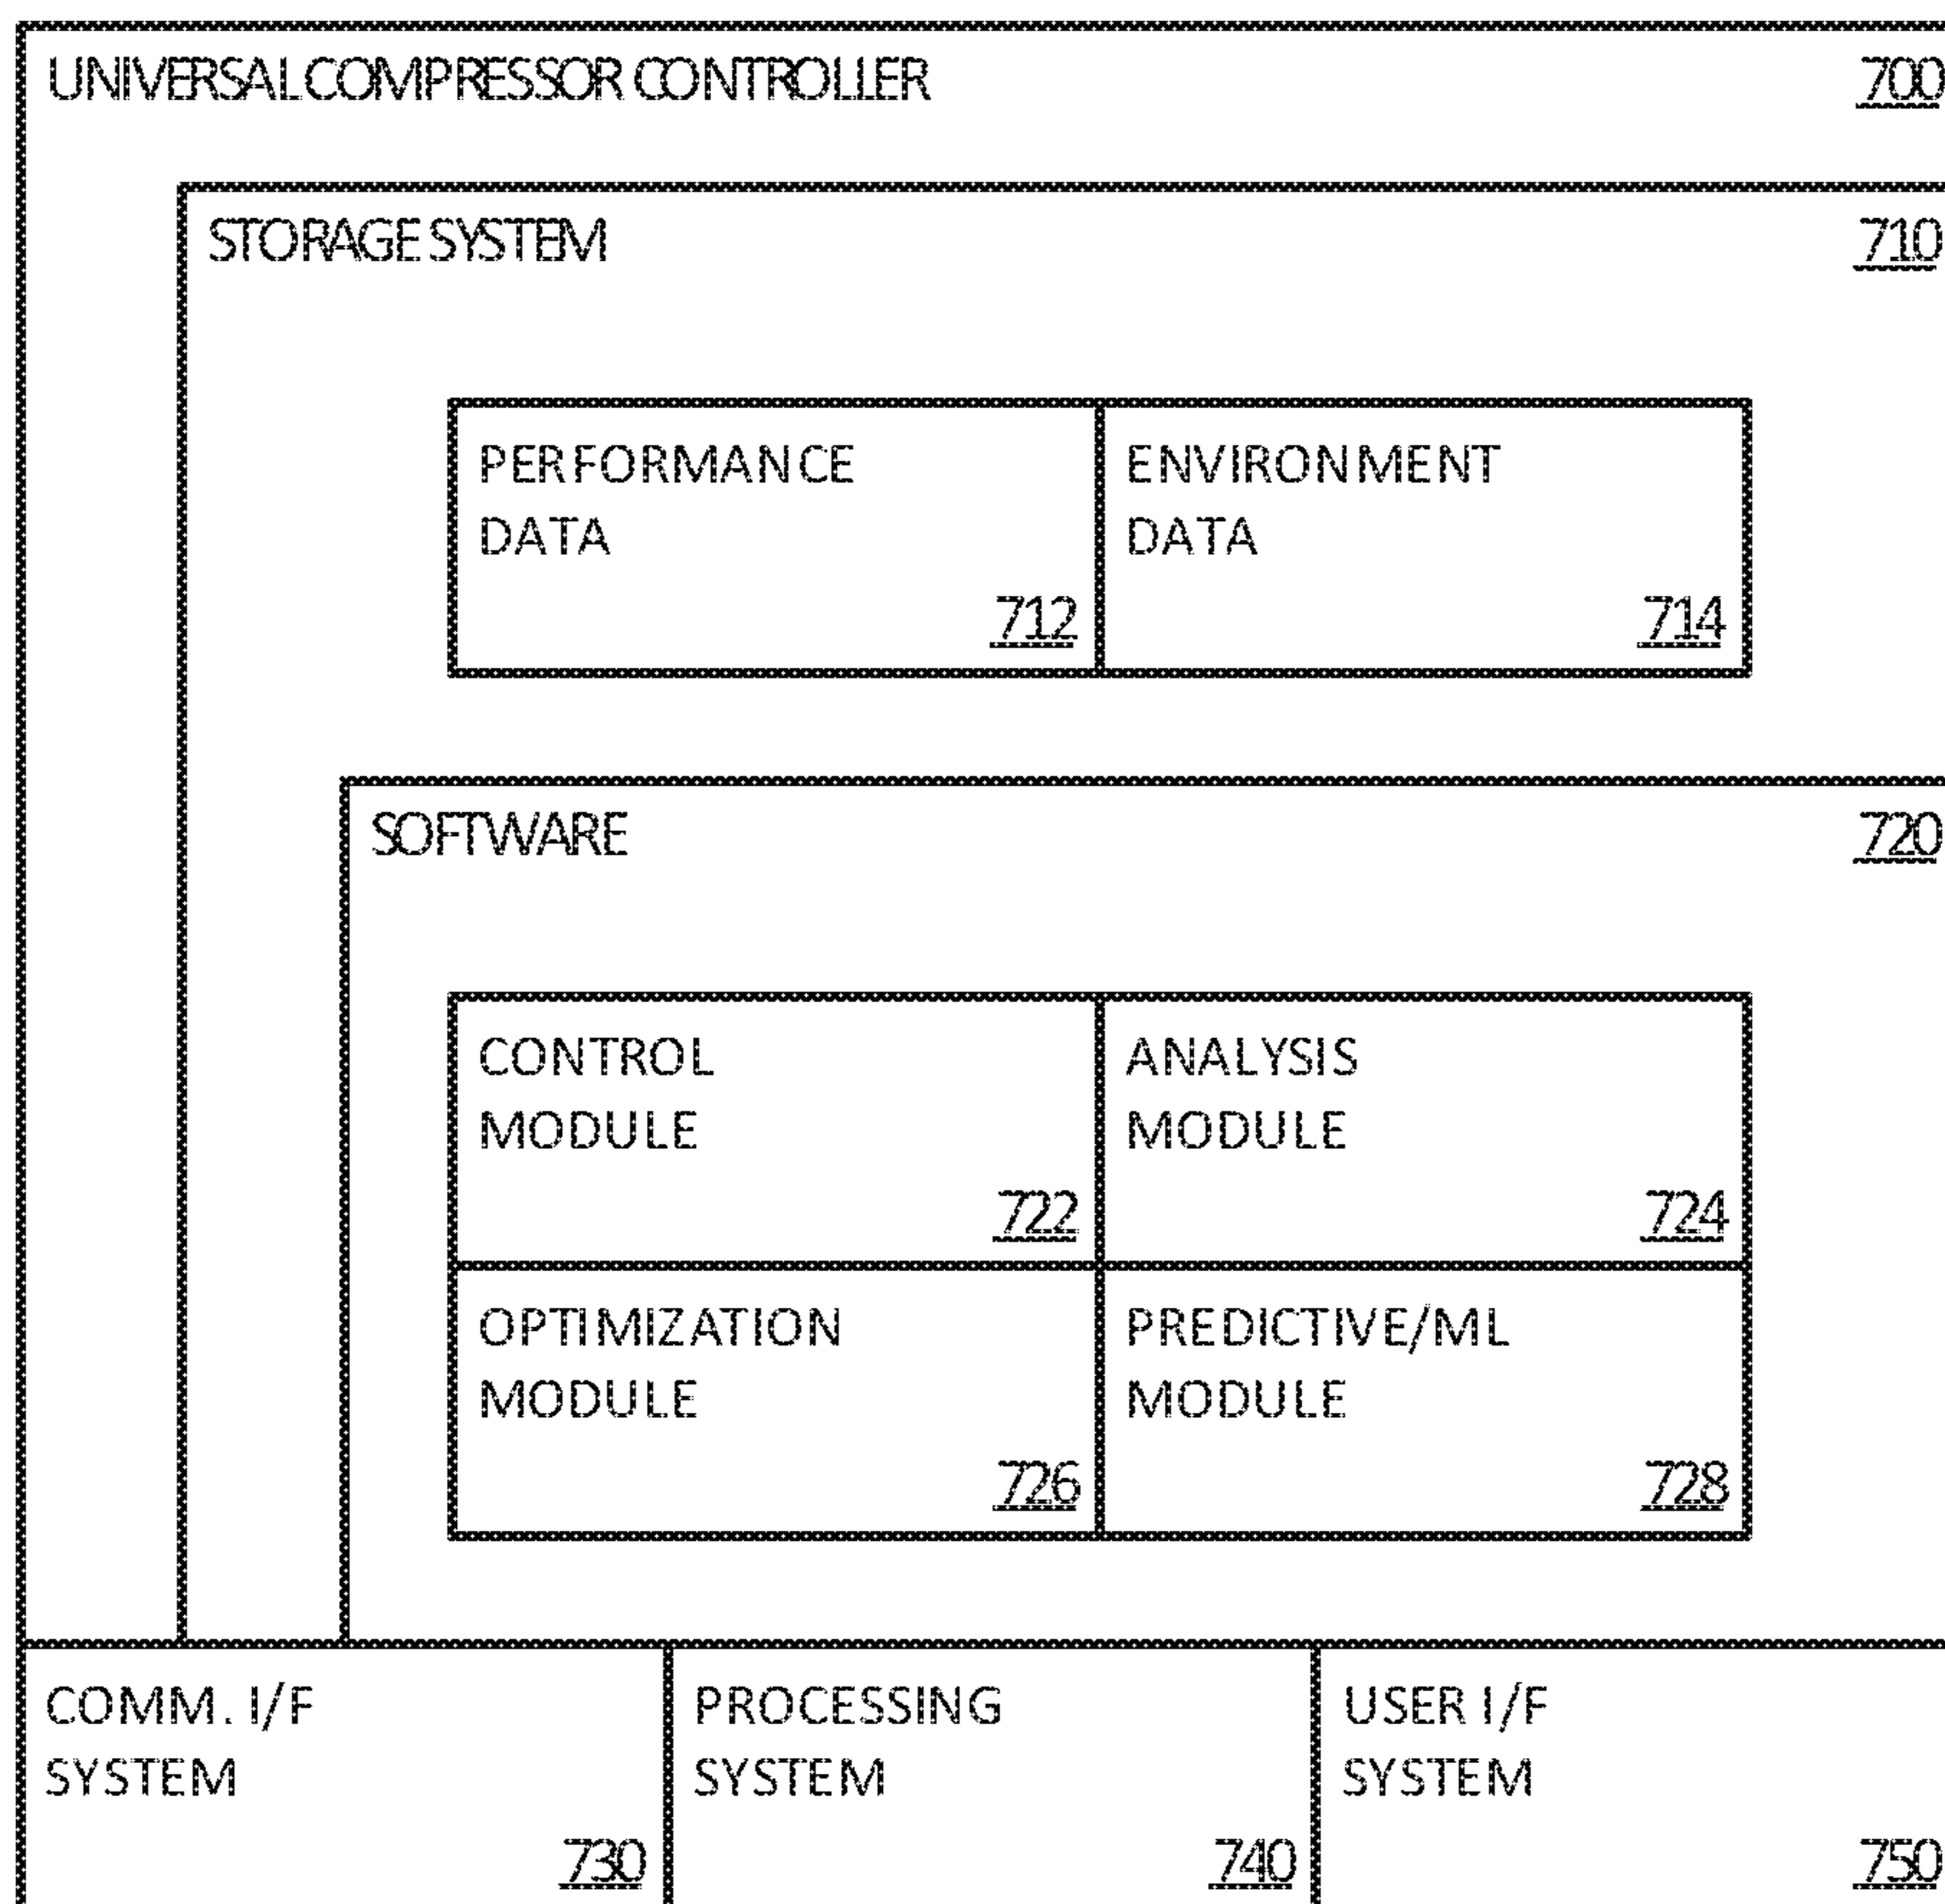 UNIVERSAL COMPRESSOR CONTROLLER 700
STORAGE SYSTEM 710
PERFORMANCE
DATA
712
ENVIRONMENT
DATA
714
SOFTWARE 720
CONTROL
MODULE
722
ANALYSIS
MODULE
724
OPTIMIZATION
MODULE
726
PREDICTIVE/ML
MODULE
728
COMM. I/F
SYSTEM
730
PROCESSING
SYSTEM
740
USER I/F
SYSTEM
750